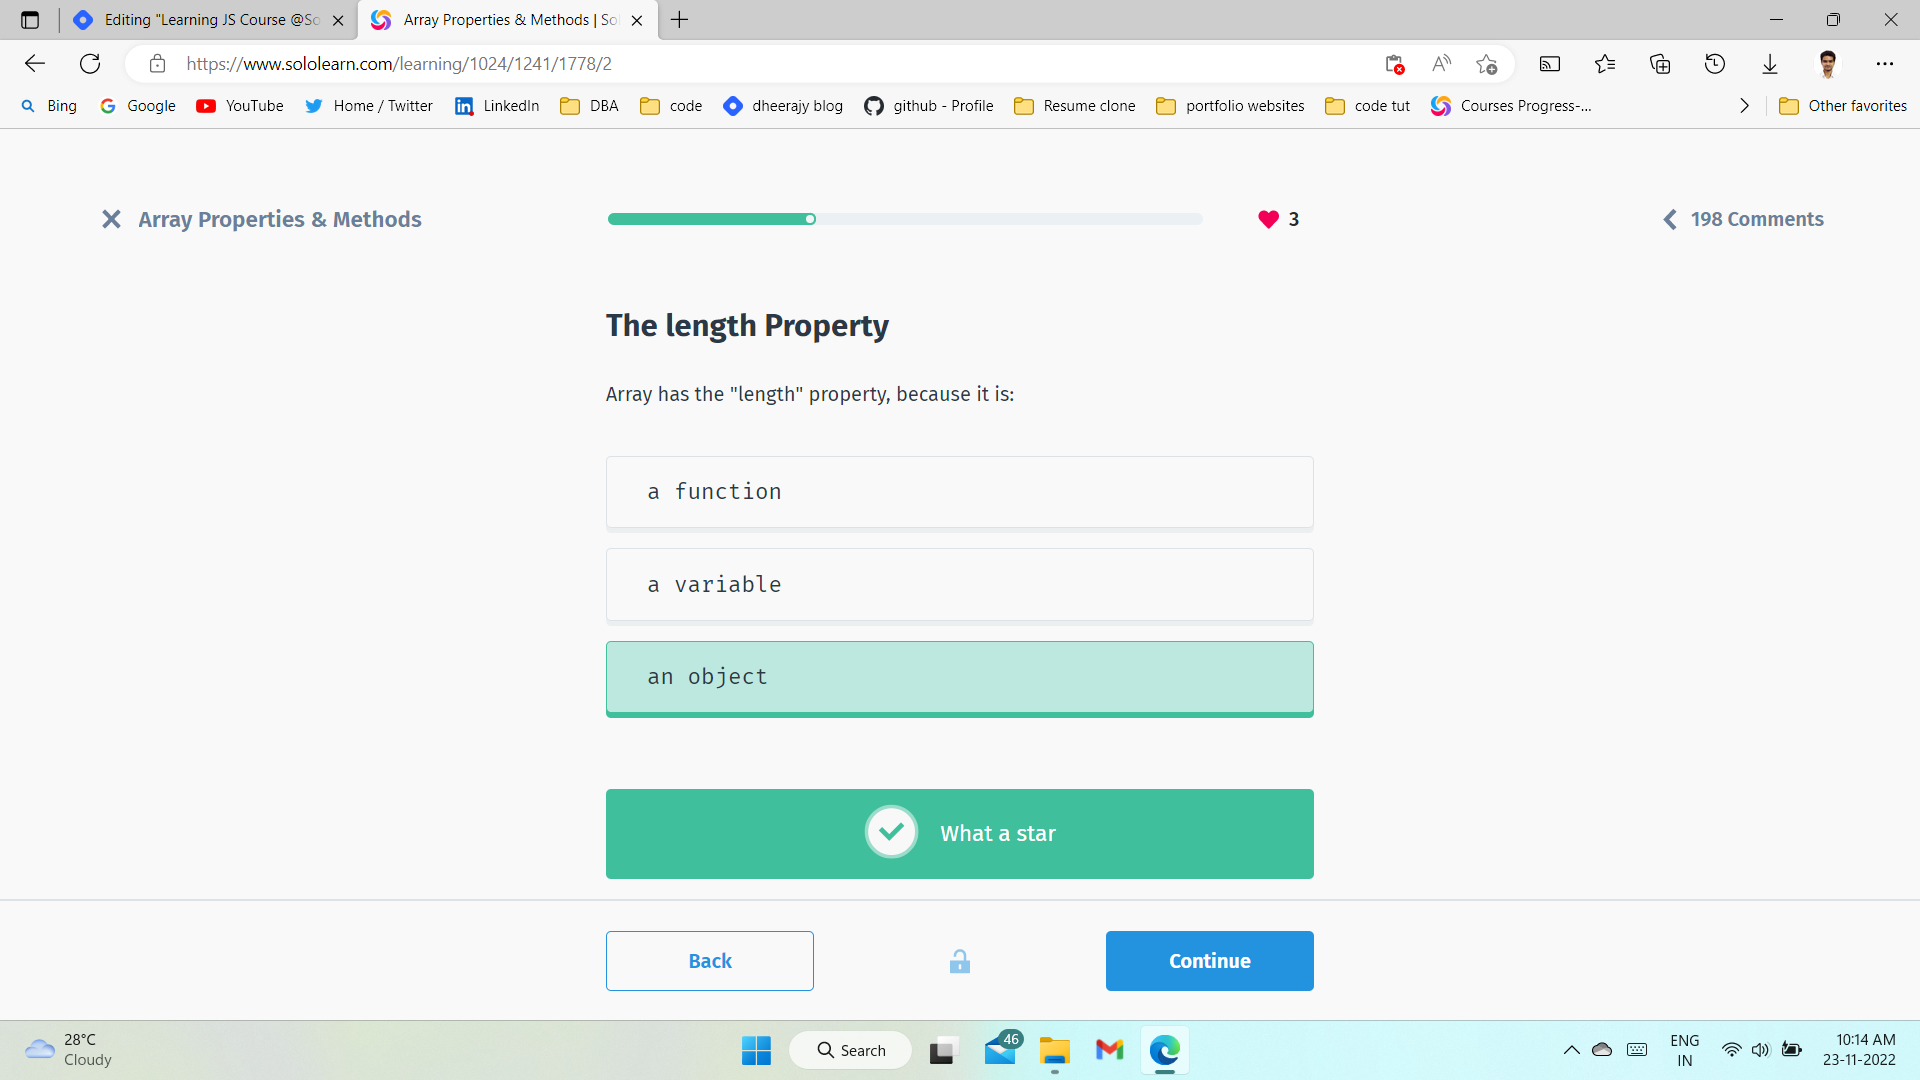 Editing "Learning JS Course @So
Array Properties & Methods | Sol
https://www.sololearn.com/learning/1024/1241/1778/2
Bing
Google
YouTube
Home / Twitter
LinkedIn
DBA
code
dheerajy blog
github - Profile
Resume clone
portfolio websites
code tut
Courses Progress-...
Other favorites
Array Properties & Methods
3
198 Comments
The length Property
Array has the "length" property, because it is:
a function
a variable
an object
What a star
Back
Continue
28°C
Cloudy
Search
46
ENG
IN
10:14 AM
23-11-2022